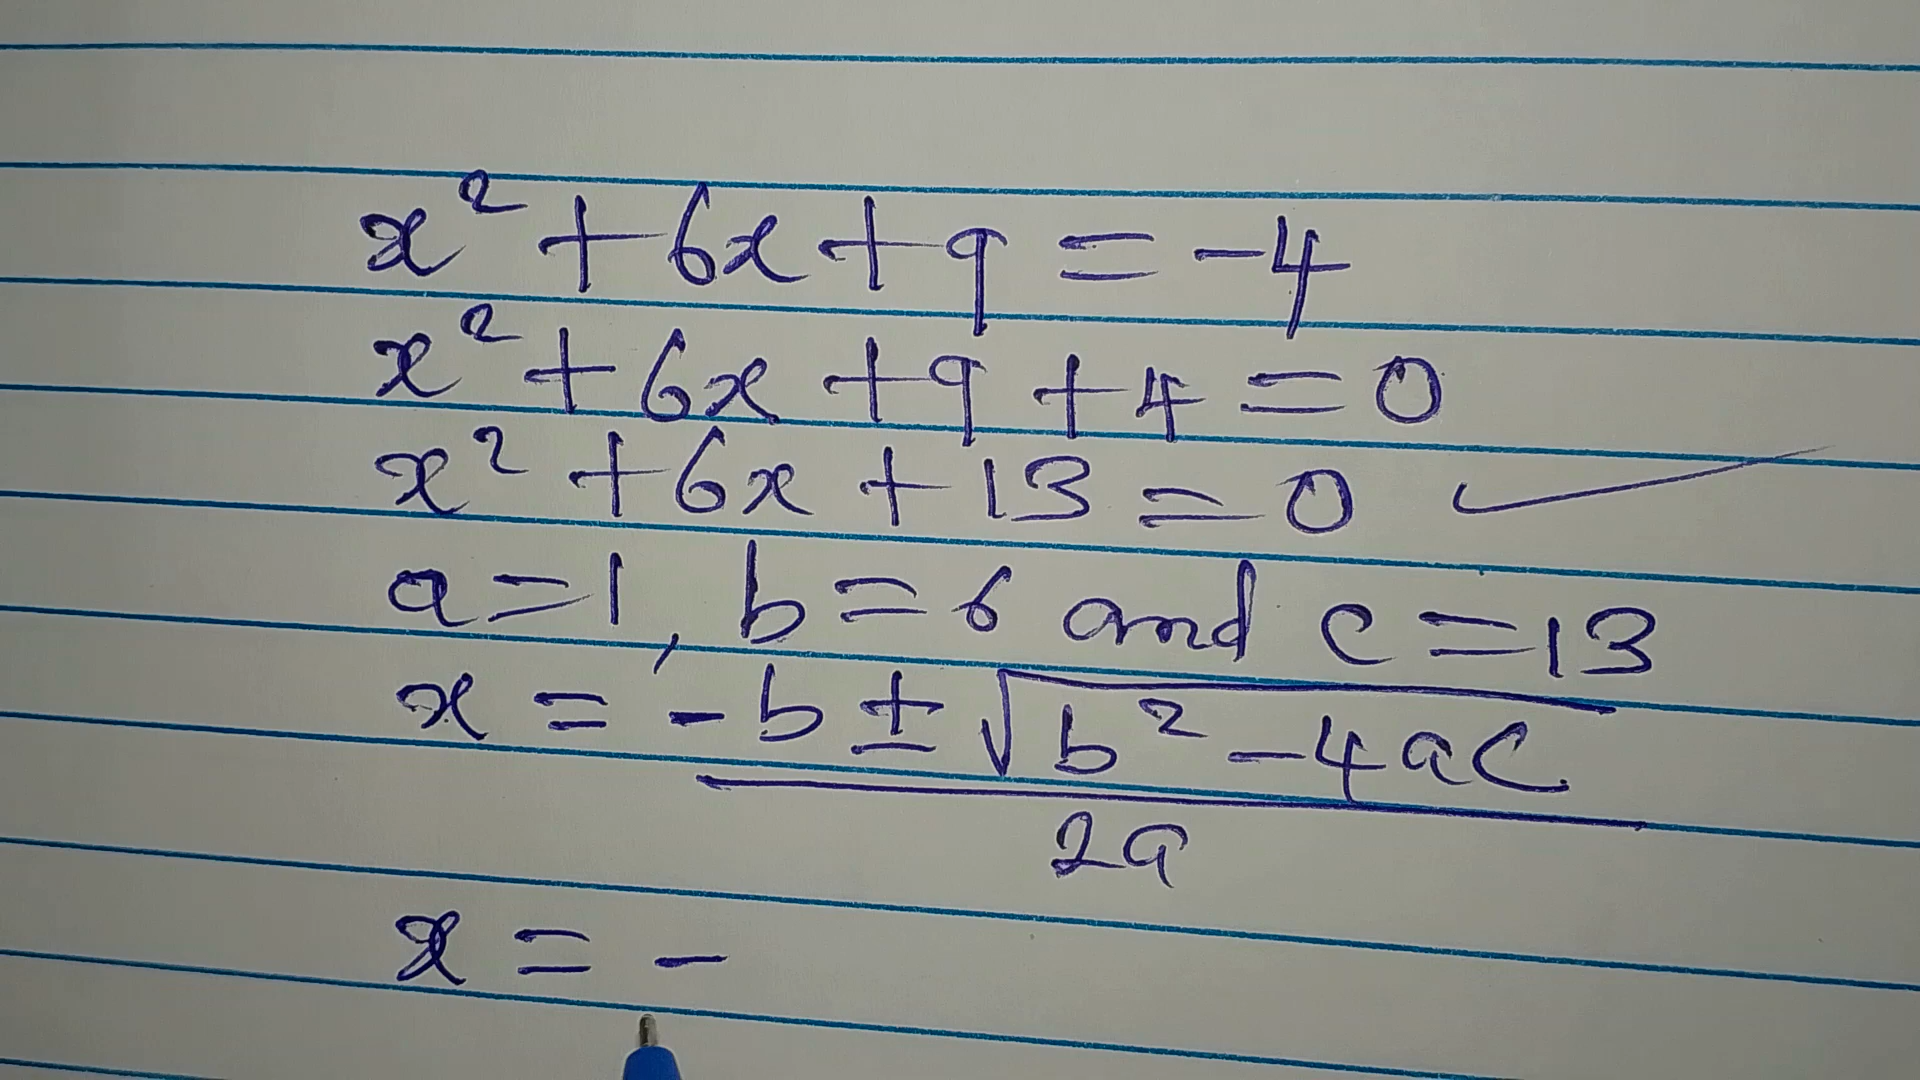 x² + 6x + 9 = -4
x² + 6x + 9 + 4 = 0
x² + 6x + 13 = 0 ✓
a = 1, b = 6 and c = 13
x = -b ± √b² - 4ac
2a
x = -